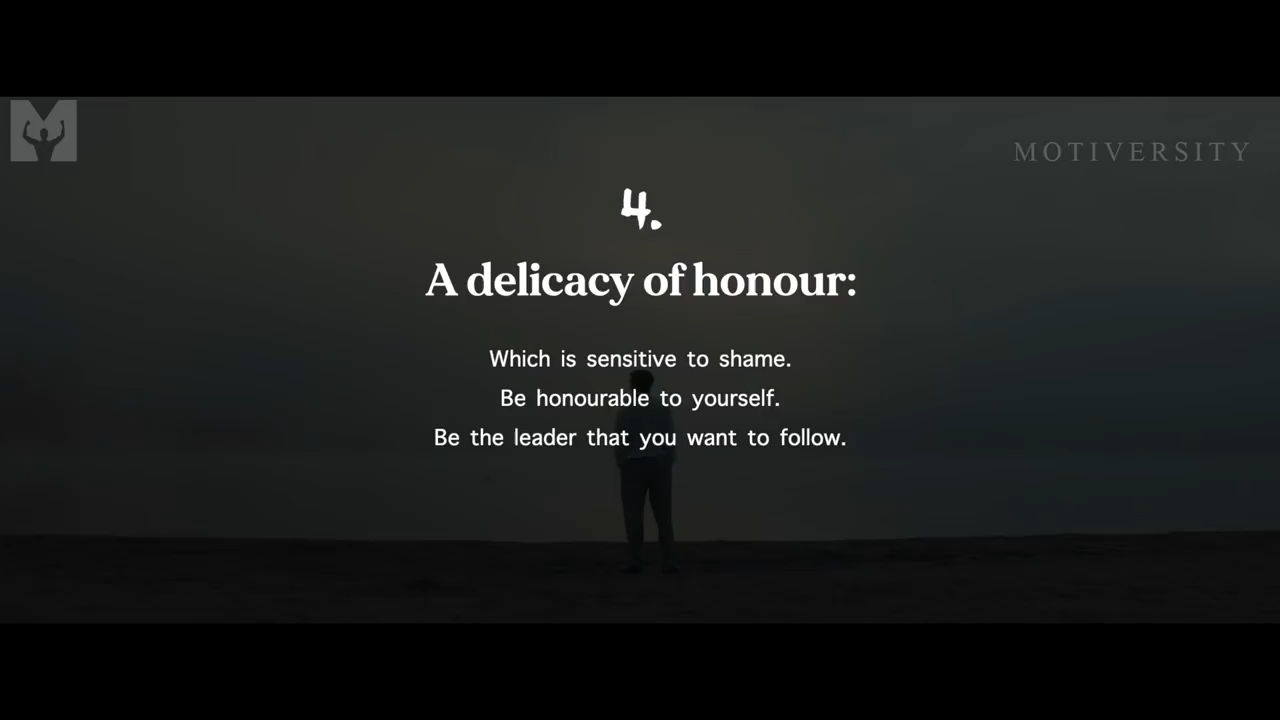 MOTIVERSITY
4.
A delicacy of honour:
Which is sensitive to shame.
Be honourable to yourself.
Be the leader that you want to follow.